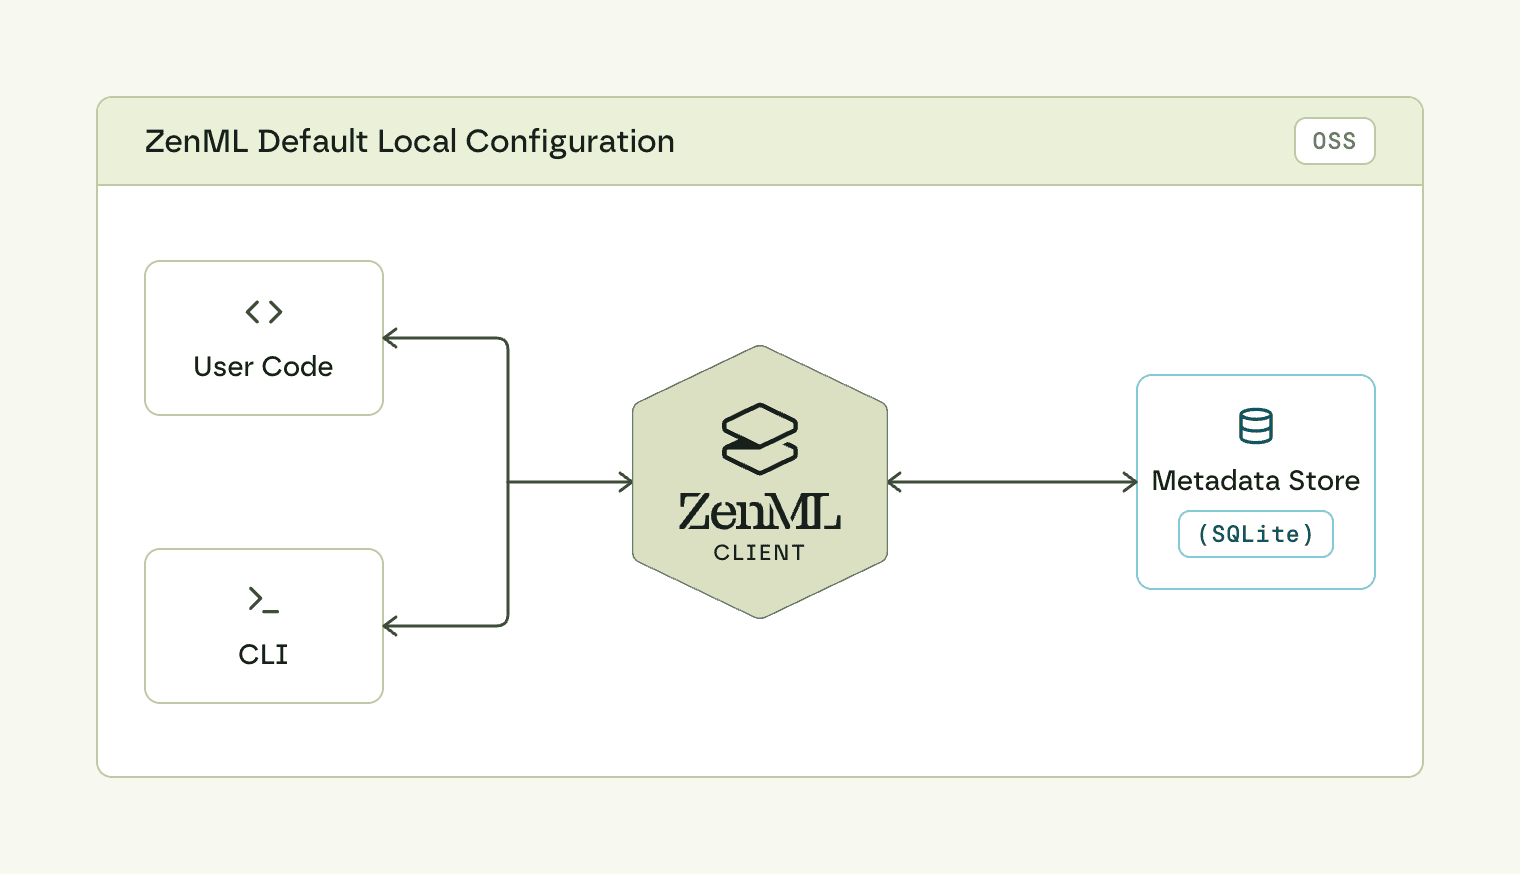 ZenML Default Local Configuration
OSS
User Code
CLI
ZenML
CLIENT
Metadata Store
(SQLite)